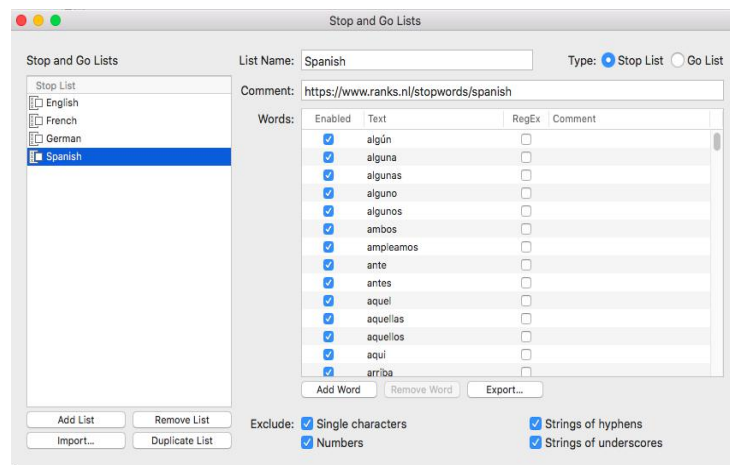 Stop and Go Lists
Stop and Go Lists
Stop List
English
French
German
Spanish
Add List Remove List
Import... Duplicate List
List Name: Spanish Type: Stop List Go List
Comment: https://www.ranks.nl/stopwords/spanish
Words: Enabled Text RegEx Comment
algún
alguna
algunas
alguno
algunos
ambos
ampleamos
ante
antes
aquel
aquellas
aquellos
aqui
arriba
Add Word Remove Word Export...
Exclude: Single characters Strings of hyphens
Numbers Strings of underscores